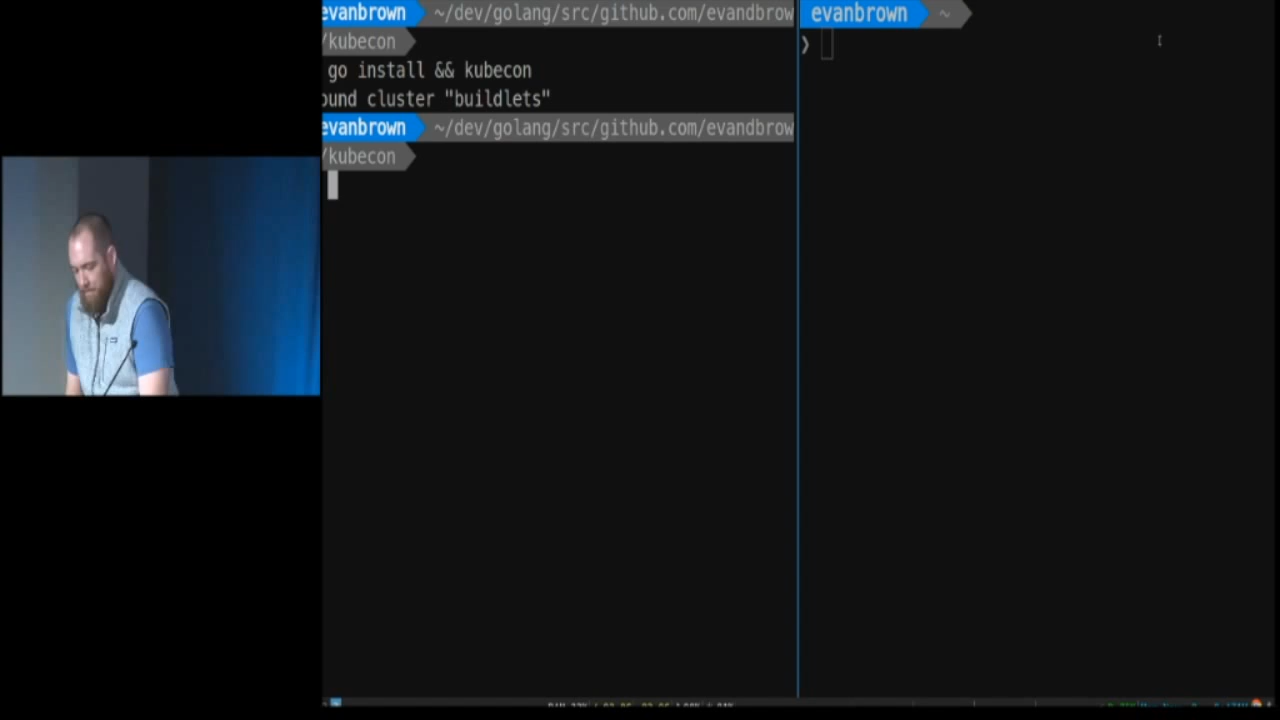 evanbrown ~/dev/golang/src/github.com/evandbrow
/kubecon
go install && kubecon
ound cluster "buildlets"
evanbrown ~/dev/golang/src/github.com/evandbrow
/kubecon
evanbrown ~
❯